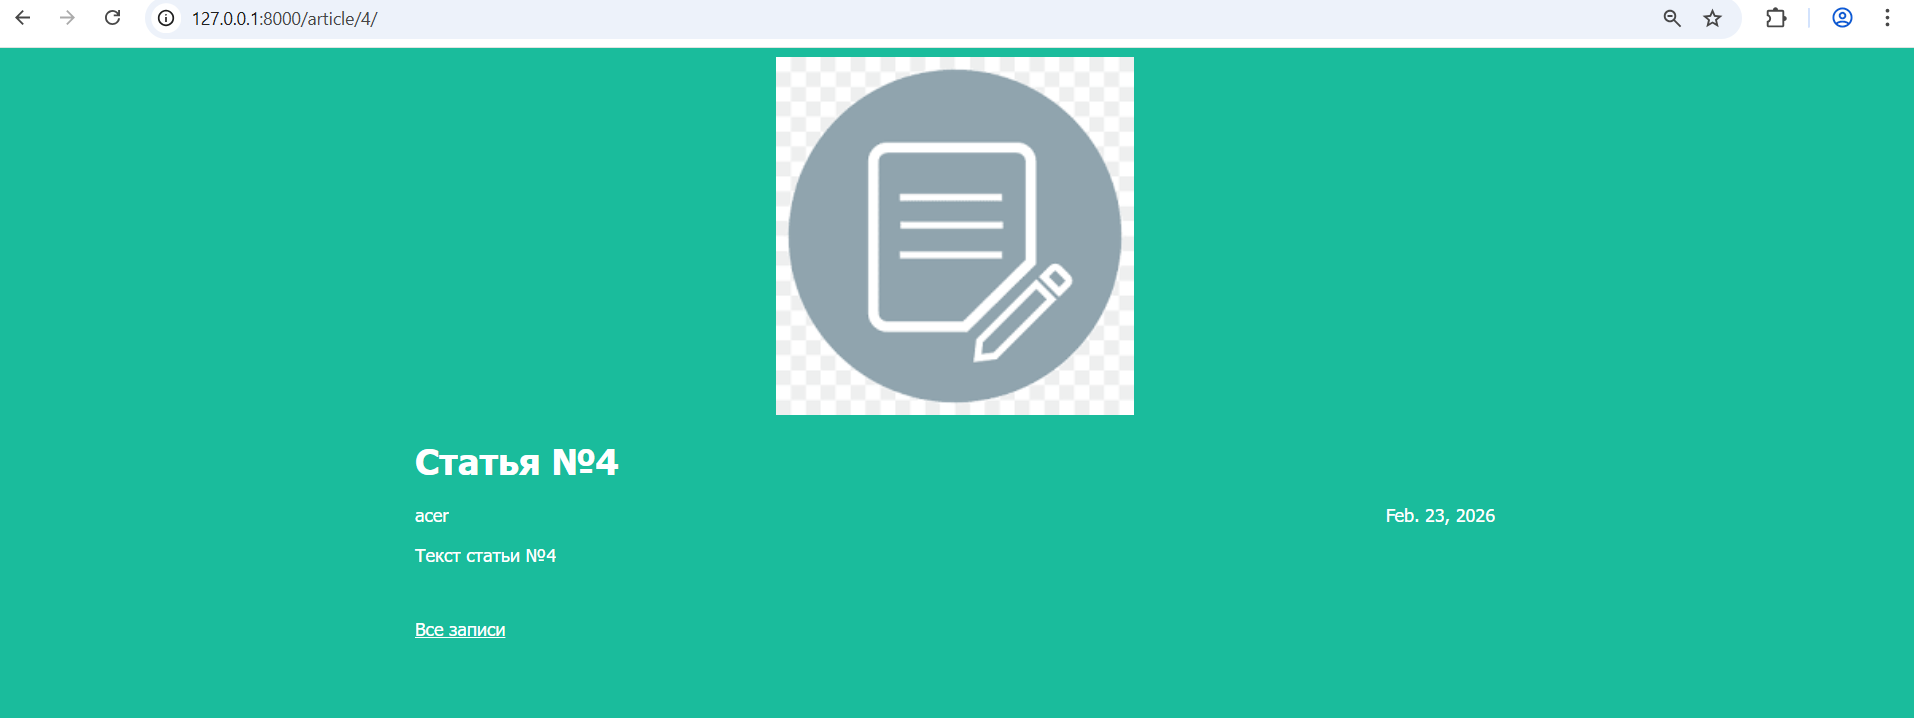 127.0.0.1:8000/article/4/
Статья №4
acer
Feb. 23, 2026
Текст статьи №4
Все записи